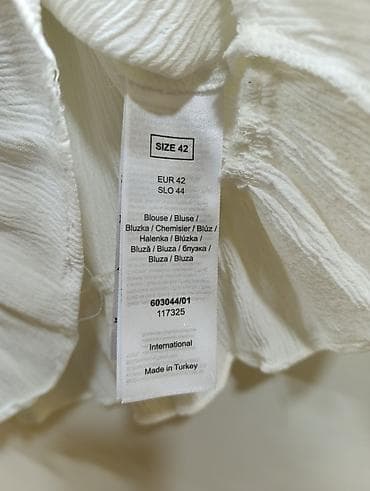 SIZE 42
EUR 42
SLO 44
Blouse / Bluse /
Bluzka / Chemisier / Blúz /
Halenka / Blúzka /
Bluză / Bluza / блузка /
Bluza / Bluza
603044/01
117325
International
Made in Turkey